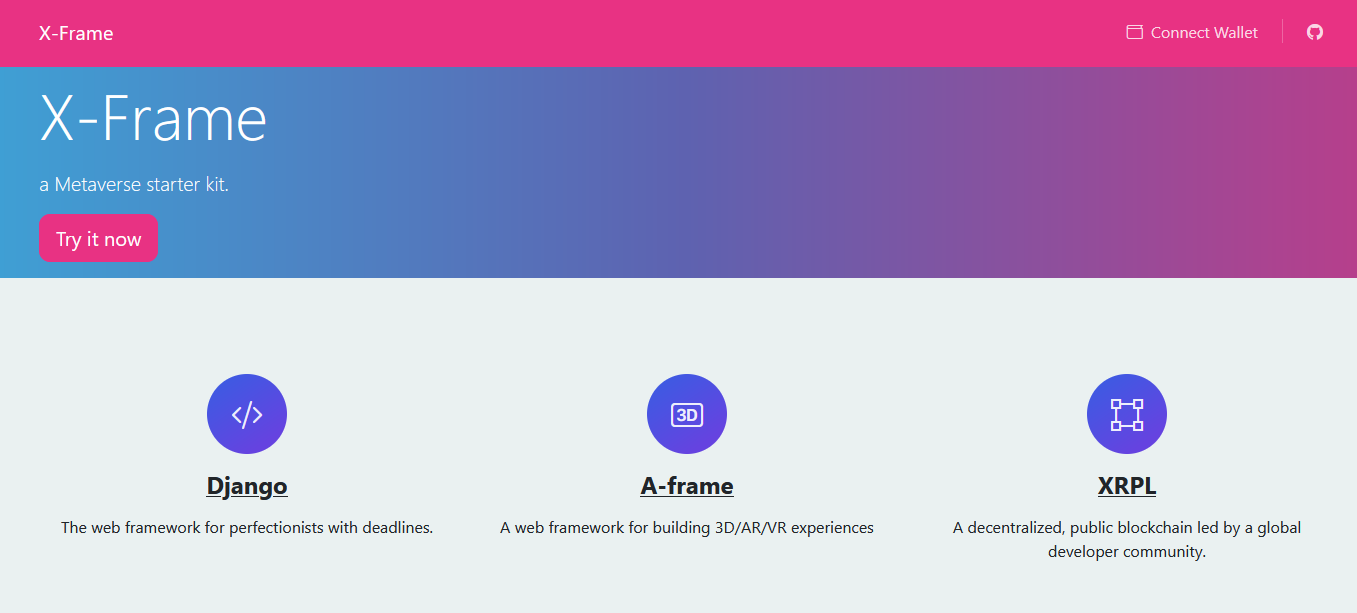 X-Frame
Connect Wallet
X-Frame
a Metaverse starter kit.
Try it now
3D
Django
A-frame
XRPL
The web framework for perfectionists with deadlines.
A web framework for building 3D/AR/VR experiences
A decentralized, public blockchain led by a global
developer community.